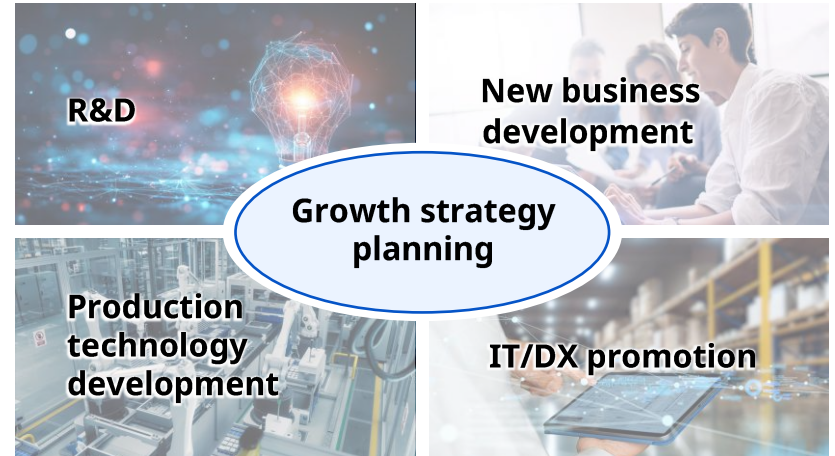 R&D
New business
development
Growth strategy
planning
Production
technology
development
IT/DX promotion